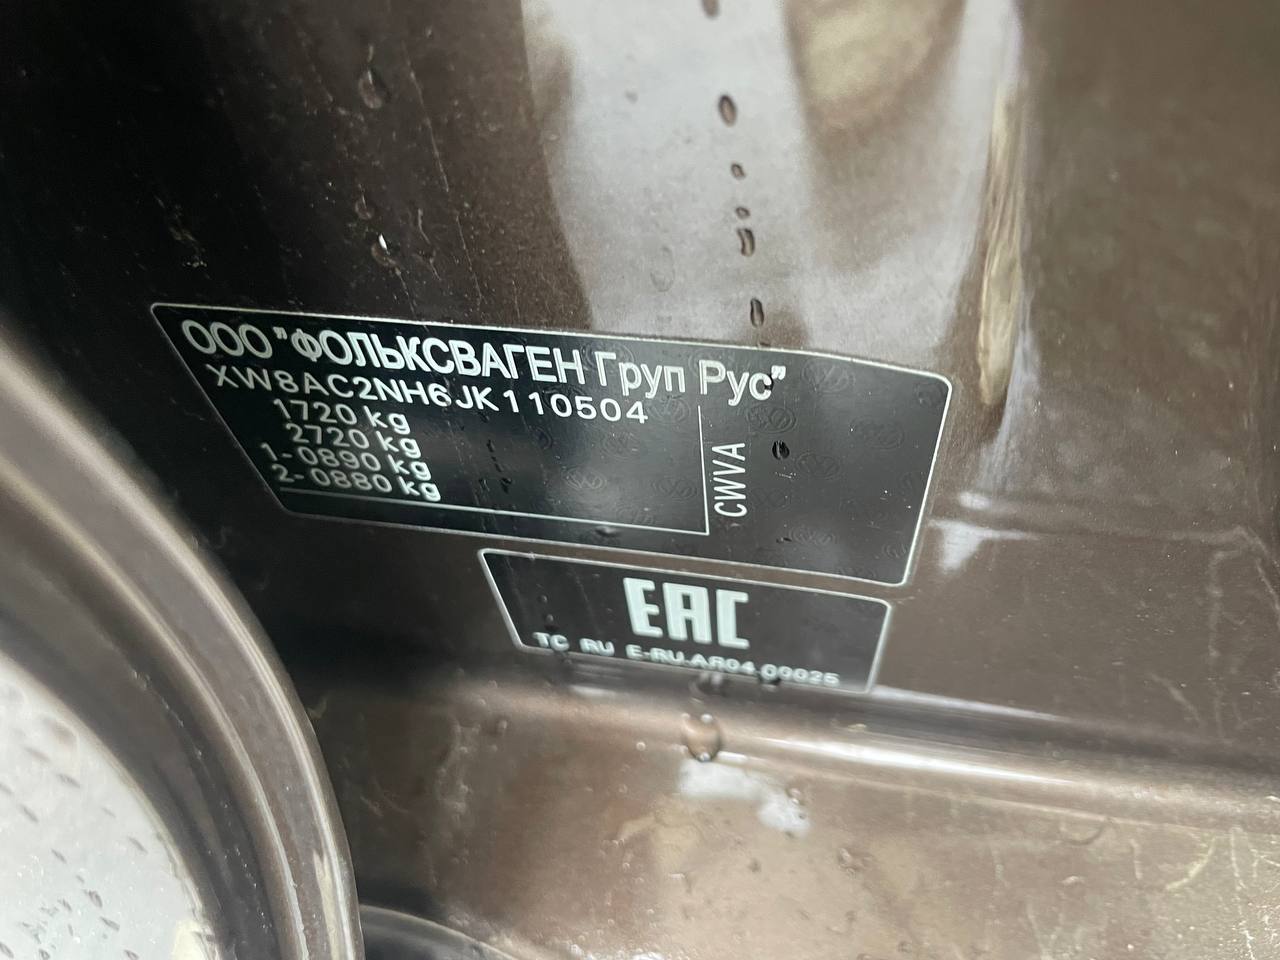 ООО "ФОЛЬКСВАГЕН Груп Рус"
XW8AC2NH6JK110504
1720 kg
2720 kg
1-0890 kg
2-0880 kg
CWVA
EAC
TC RU E-RU.AR04.00025